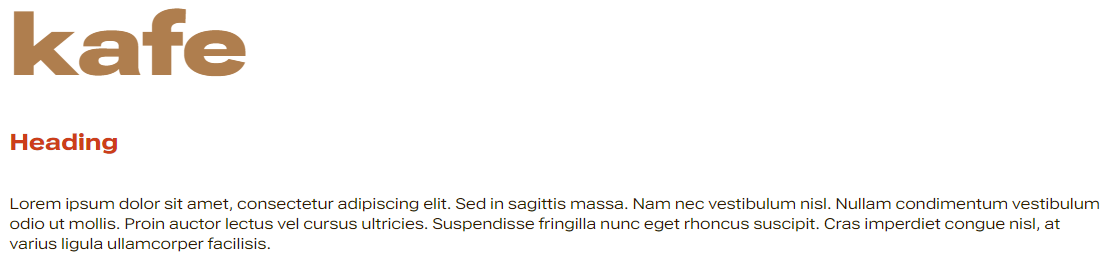 kafe
Heading
Lorem ipsum dolor sit amet, consectetur adipiscing elit. Sed in sagittis massa. Nam nec vestibulum nisl. Nullam condimentum vestibulum
odio ut mollis. Proin auctor lectus vel cursus ultricies. Suspendisse fringilla nunc eget rhoncus suscipit. Cras imperdiet congue nisl, at
varius ligula ullamcorper facilisis.